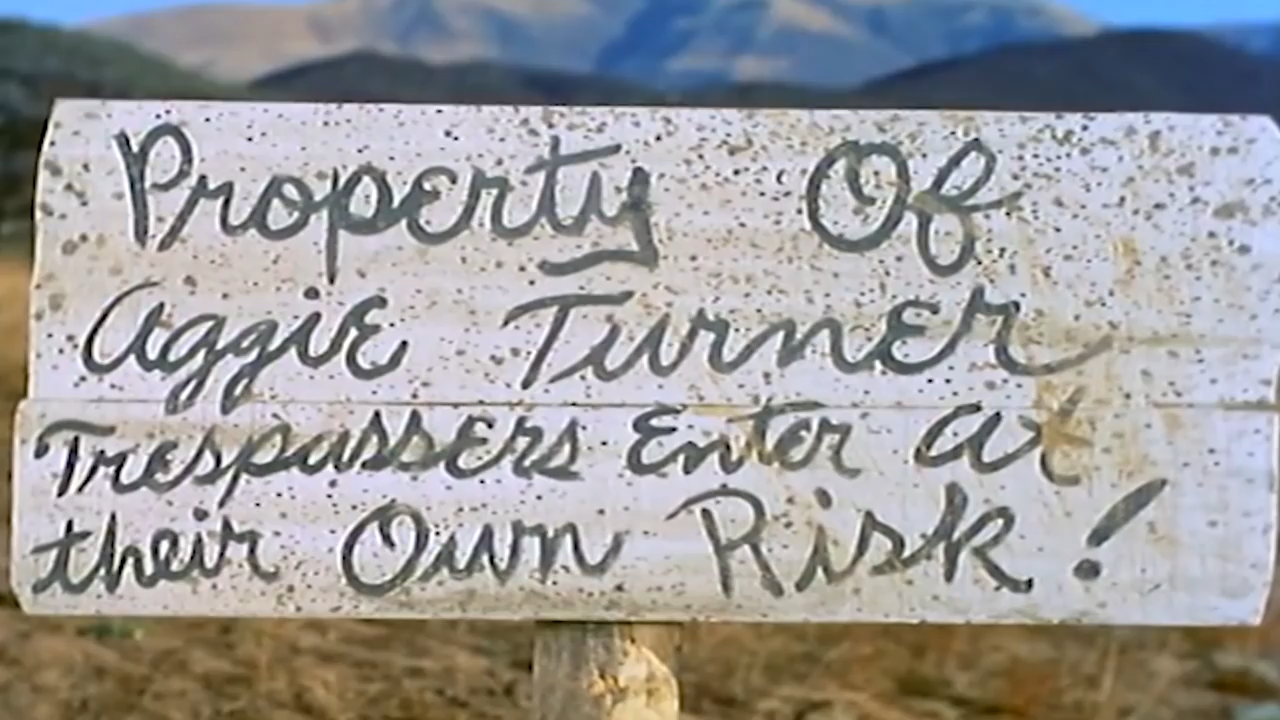 Property Of
Aggie Turner
Trespassers Enter at
their Own Risk!